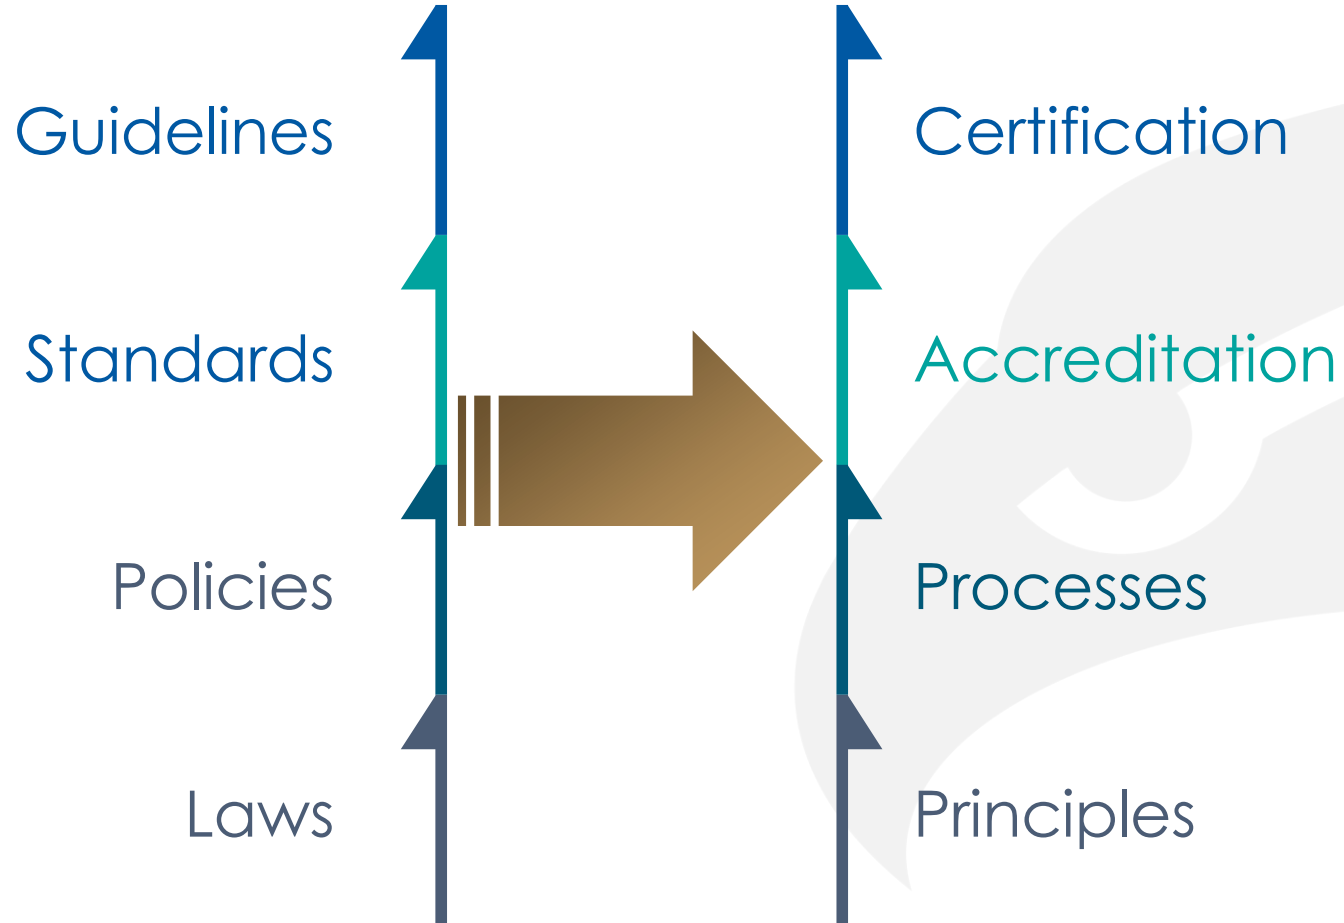 Guidelines
Standards
Policies
Laws
Certification
Accreditation
Processes
Principles